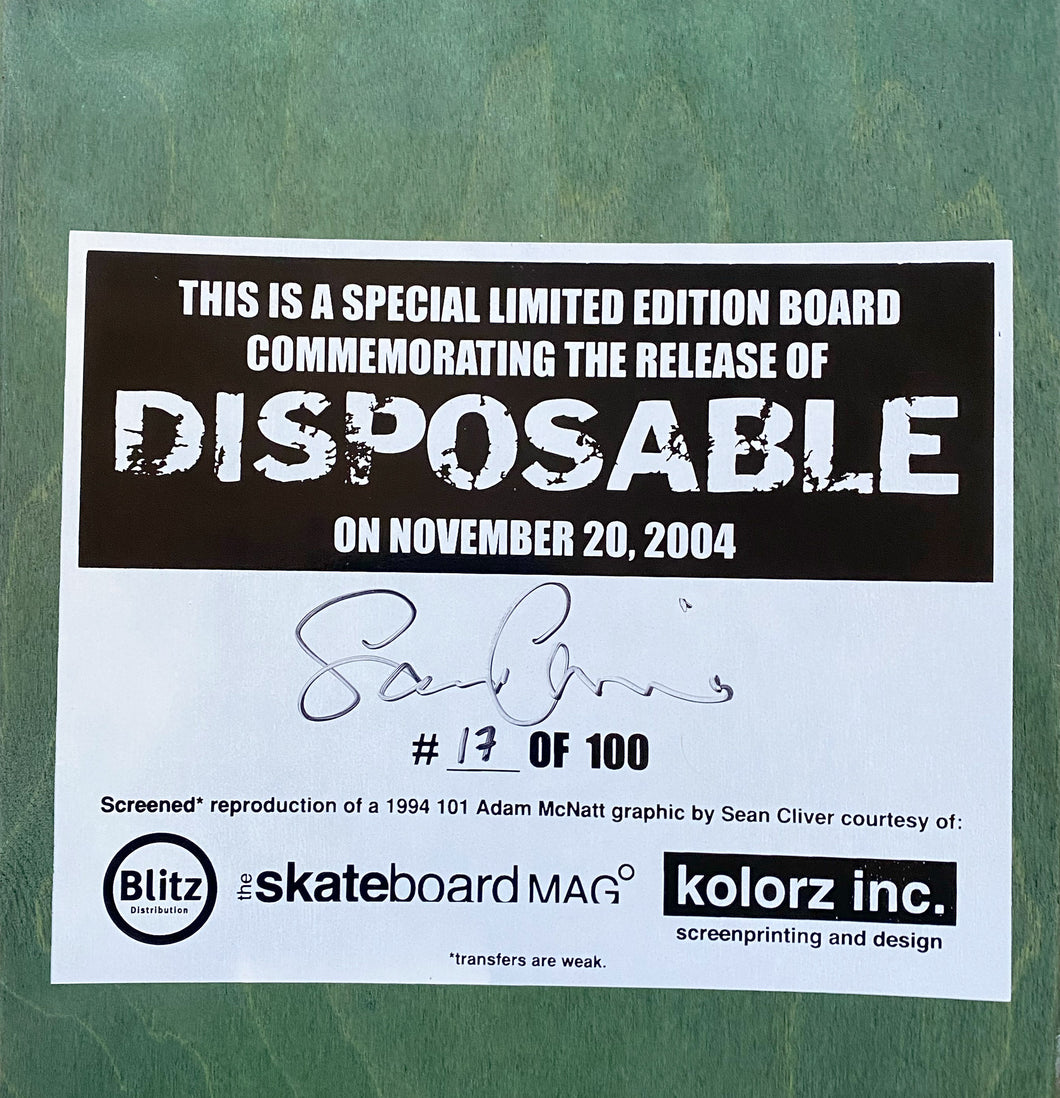 THIS IS A SPECIAL LIMITED EDITION BOARD
COMMEMORATING THE RELEASE OF
DISPOSABLE
ON NOVEMBER 20, 2004
Sean Cliver
# 17 OF 100
Screened* reproduction of a 1994 101 Adam McNatt graphic by Sean Cliver courtesy of:
Blitz
Distribution
the skateboard MAG
kolorz inc.
screenprinting and design
*transfers are weak.